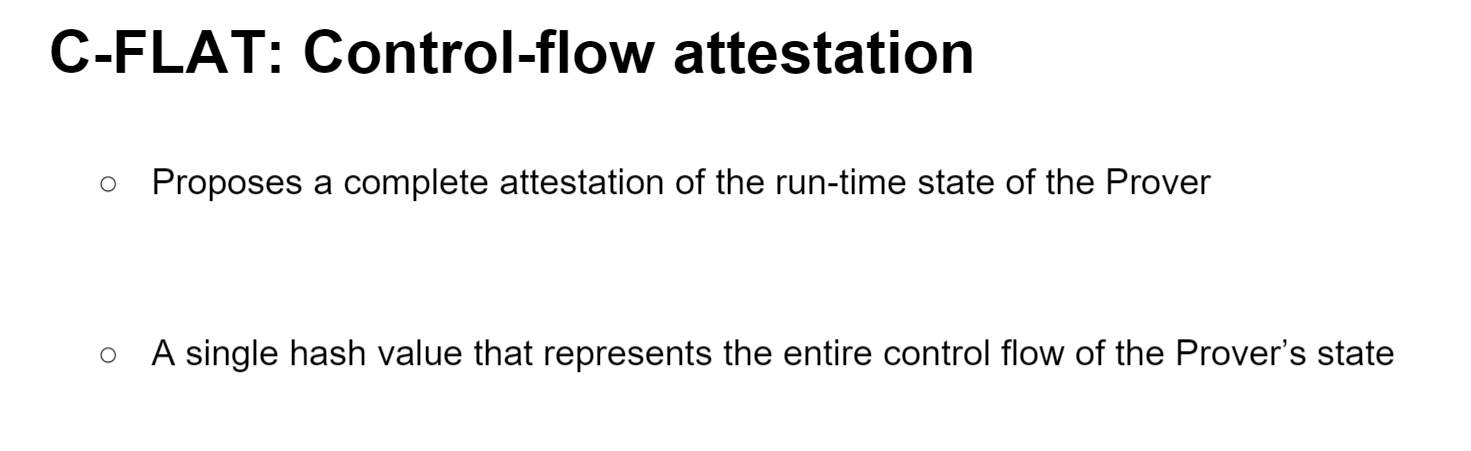 C-FLAT: Control-flow attestation
○ Proposes a complete attestation of the run-time state of the Prover
○ A single hash value that represents the entire control flow of the Prover’s state